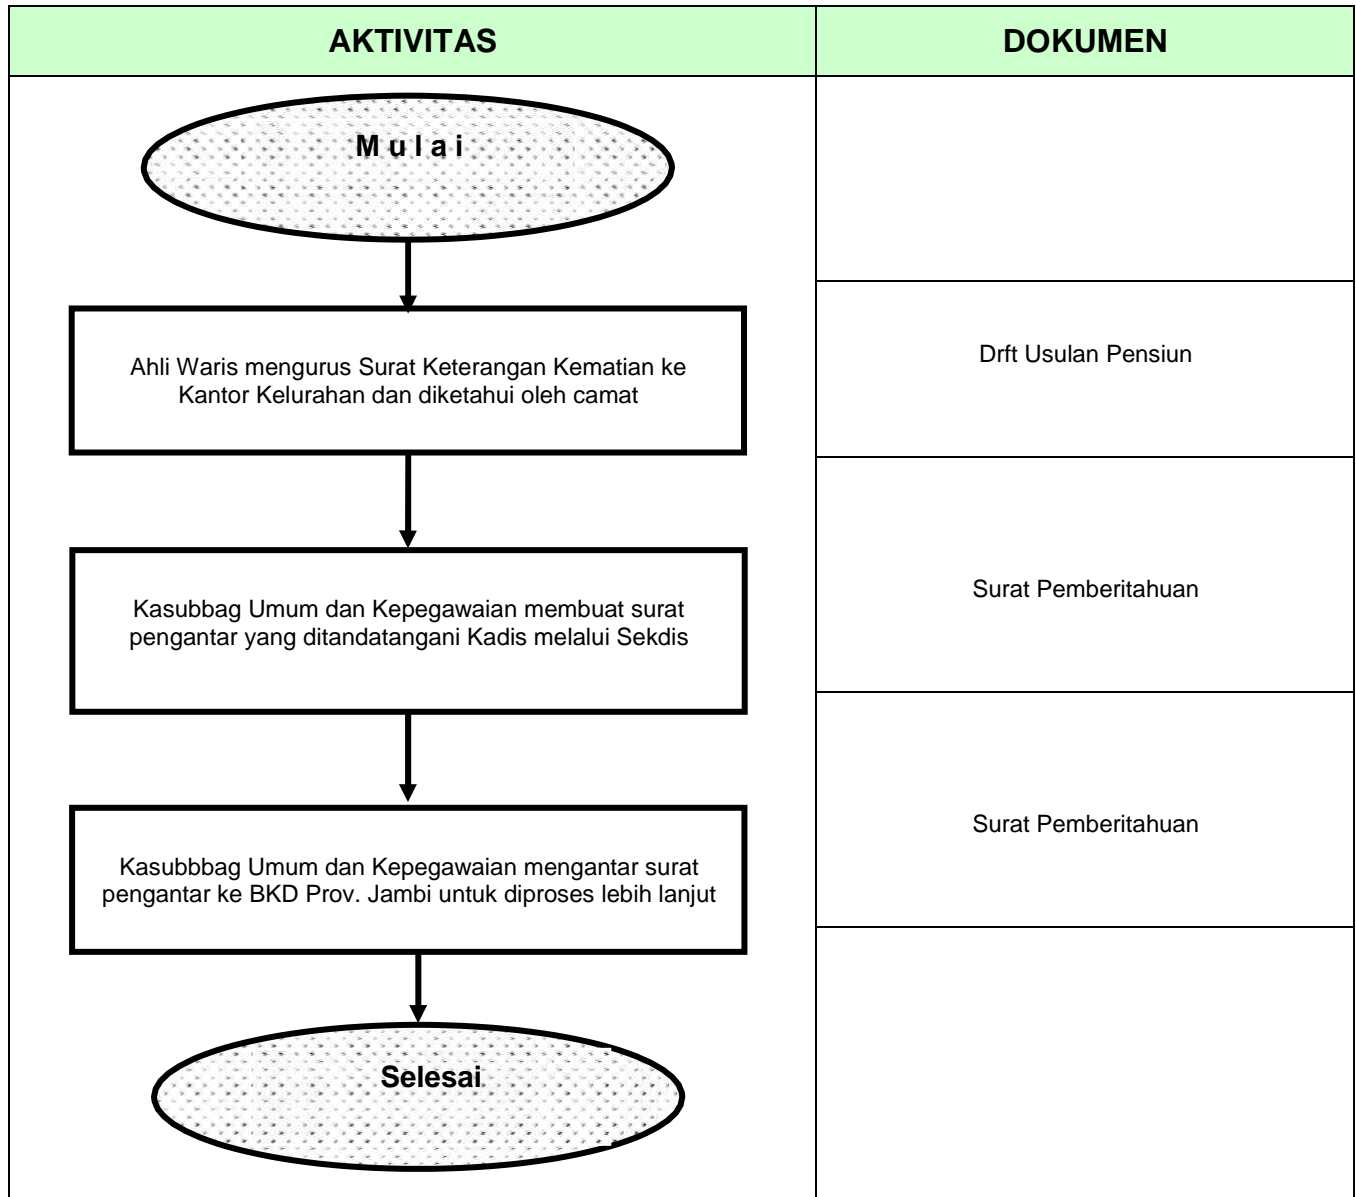 AKTIVITAS
DOKUMEN
M u l a i
Ahli Waris mengurus Surat Keterangan Kematian ke
Kantor Kelurahan dan diketahui oleh camat
Drft Usulan Pensiun
Kasubbag Umum dan Kepegawaian membuat surat
pengantar yang ditandatangani Kadis melalui Sekdis
Surat Pemberitahuan
Kasubbbag Umum dan Kepegawaian mengantar surat
pengantar ke BKD Prov. Jambi untuk diproses lebih lanjut
Surat Pemberitahuan
Selesai